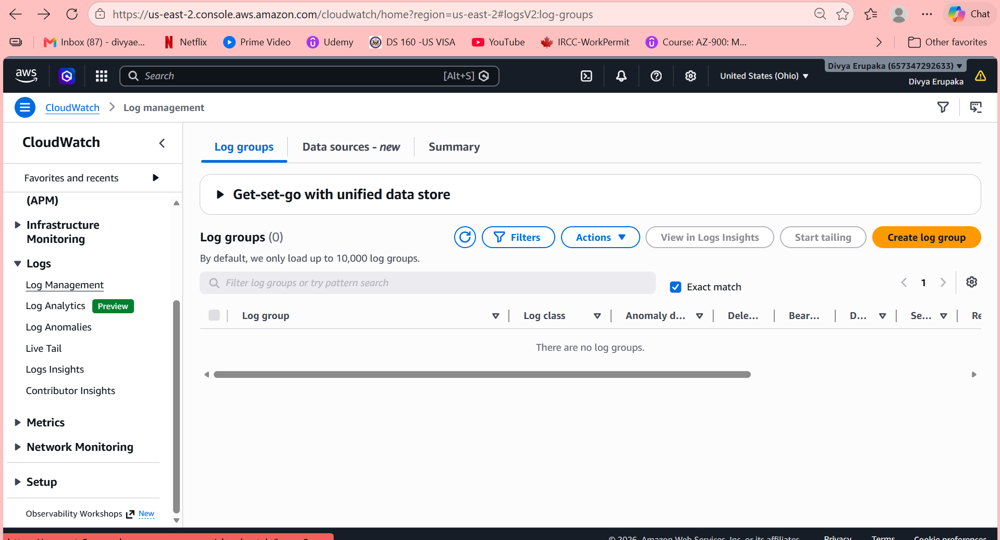 https://us-east-2.console.aws.amazon.com/cloudwatch/home?region=us-east-2#logsV2:log-groups
Chat
Inbox (87) - divyae...
Netflix
Prime Video
Udemy
DS 160 -US VISA
YouTube
IRCC-WorkPermit
Course: AZ-900: M...
Other favorites
aws
Search
[Alt+S]
United States (Ohio)
Divya Erupaka (657347292633)
Divya Erupaka
CloudWatch
Log management
CloudWatch
Favorites and recents
(APM)
Infrastructure
Monitoring
Logs
Log Management
Log Analytics Preview
Log Anomalies
Live Tail
Logs Insights
Contributor Insights
Metrics
Network Monitoring
Setup
Observability Workshops New
Log groups
Data sources - new
Summary
Get-set-go with unified data store
Log groups (0)
Filters
Actions
View in Logs Insights
Start tailing
Create log group
By default, we only load up to 10,000 log groups.
Filter log groups or try pattern search
Exact match
1
Log group
Log class
Anomaly d...
Dele...
Bear...
D...
Se...
Re
There are no log groups.
© 2026, Amazon Web Services, Inc. or its affiliates.
Privacy
Terms
Cookie preferences